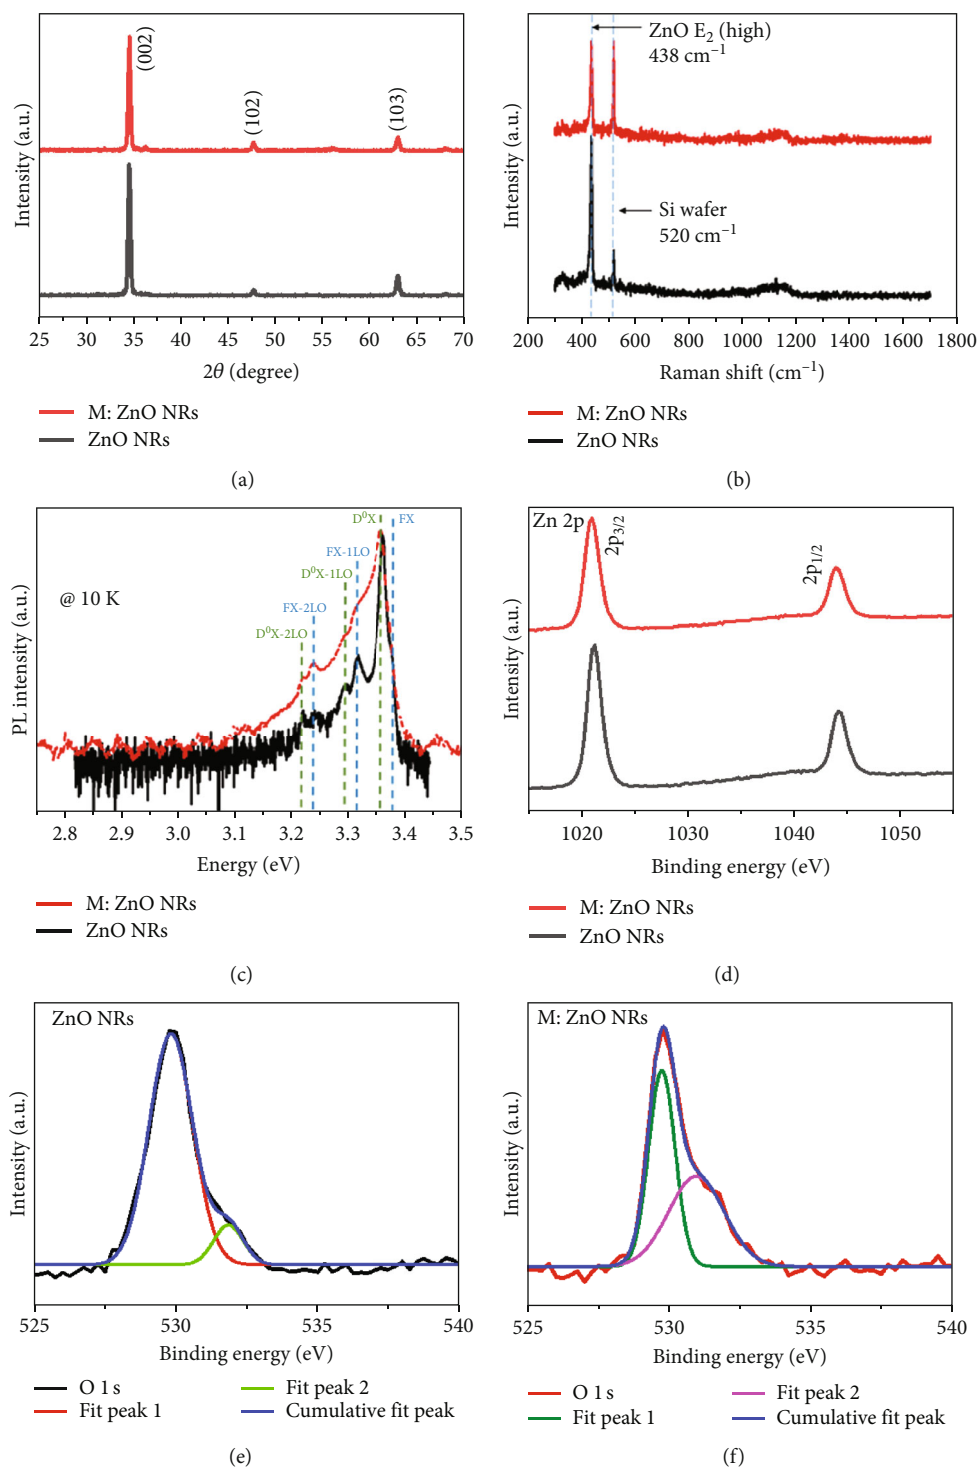 Intensity (a.u.)
(002)
(102)
(103)
25 30 35 40 45 50 55 60 65 70
2θ (degree)
M: ZnO NRs
ZnO NRs
(a)
Intensity (a.u.)
ZnO E₂ (high)
438 cm⁻¹
Si wafer
520 cm⁻¹
200 400 600 800 1000 1200 1400 1600 1800
Raman shift (cm⁻¹)
M: ZnO NRs
ZnO NRs
(b)
PL intensity (a.u.)
D⁰X FX
FX-1LO
D⁰X-1LO
@ 10 K
FX-2LO
D⁰X-2LO
2.8 2.9 3.0 3.1 3.2 3.3 3.4 3.5
Energy (eV)
M: ZnO NRs
ZnO NRs
(c)
Intensity (a.u.)
Zn 2p
2p3/2
2p1/2
1020 1030 1040 1050
Binding energy (eV)
M: ZnO NRs
ZnO NRs
(d)
Intensity (a.u.)
ZnO NRs
525 530 535 540
Binding energy (eV)
O 1s Fit peak 2
Fit peak 1 Cumulative fit peak
(e)
Intensity (a.u.)
M: ZnO NRs
525 530 535 540
Binding energy (eV)
O 1s Fit peak 2
Fit peak 1 Cumulative fit peak
(f)